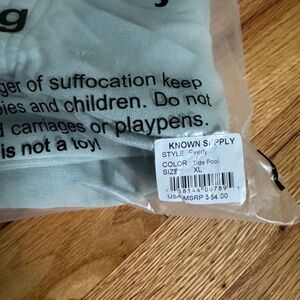 g
ger of suffocation keep
bies and children. Do not
d carriages or playpens.
is not a toy!
KNOWN SUPPLY
STYLE: Everly
COLOR: Tide Pool
SIZE: XL
USA MSRP $ 64.00